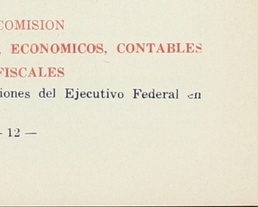 COMISION
, ECONOMICOS, CONTABLES
FISCALES
iones del Ejecutivo Federal en
- 12 —